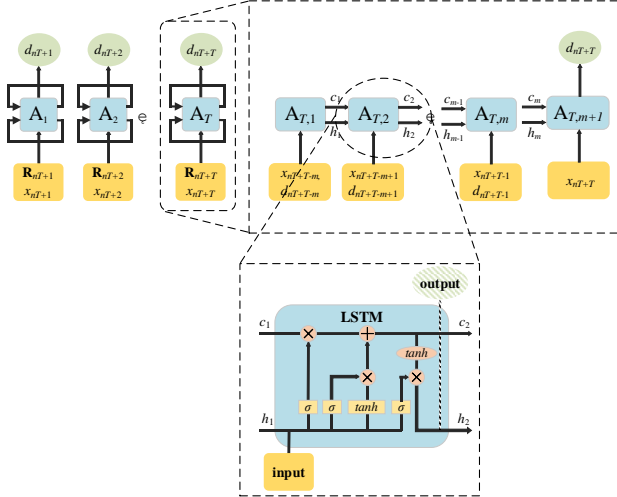 d_{nT+1} d_{nT+2} d_{nT+T} d_{nT+T}
A_1 A_2 e A_T A_{T,1} c_1 h_1 A_{T,2} c_2 h_2 e c_{m-1} h_{m-1} A_{T,m} c_m h_m A_{T,m+1}
R_{nT+1} R_{nT+2} R_{nT+T} x_{nT+T-m}, x_{nT+T-m+1} x_{nT+T-1} x_{nT+T}
x_{nT+1} x_{nT+2} x_{nT+T} d_{nT+T-m} d_{nT+T-m+1} d_{nT+T-1}
output
LSTM
c_1 × + c_2
tanh
× ×
h_1 σ σ tanh σ h_2
input